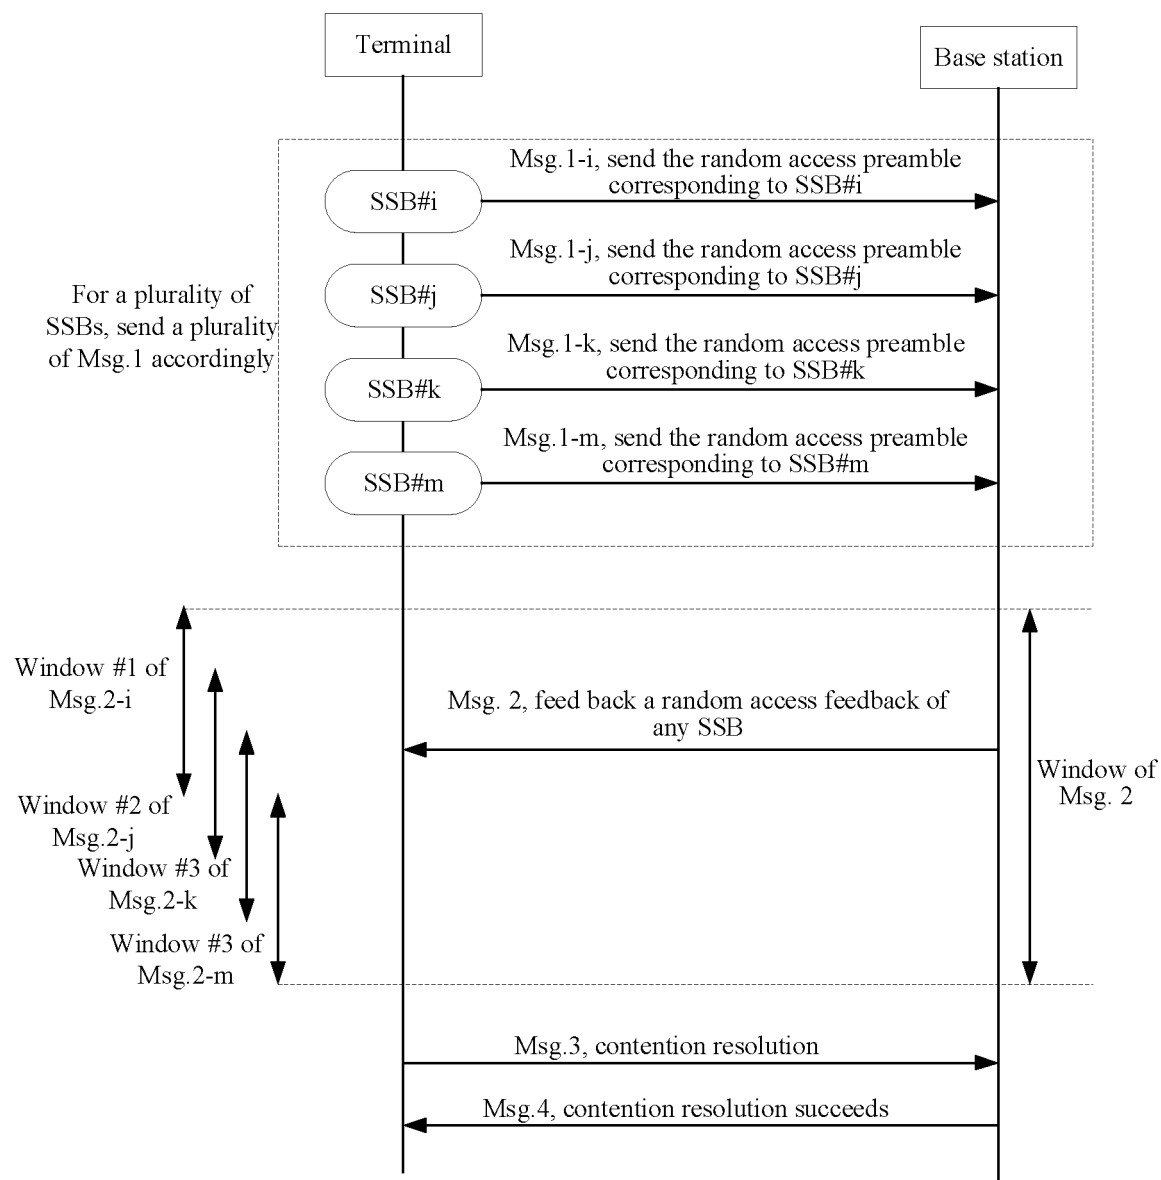 Terminal
Base station
Msg.1-i, send the random access preamble
corresponding to SSB#i
SSB#i
Msg.1-j, send the random access preamble
corresponding to SSB#j
SSB#j
For a plurality of
SSBs, send a plurality
of Msg.1 accordingly
Msg.1-k, send the random access preamble
corresponding to SSB#k
SSB#k
Msg.1-m, send the random access preamble
corresponding to SSB#m
SSB#m
Window #1 of
Msg.2-i
Msg. 2, feed back a random access feedback of
any SSB
Window of
Msg. 2
Window #2 of
Msg.2-j
Window #3 of
Msg.2-k
Window #3 of
Msg.2-m
Msg.3, contention resolution
Msg.4, contention resolution succeeds